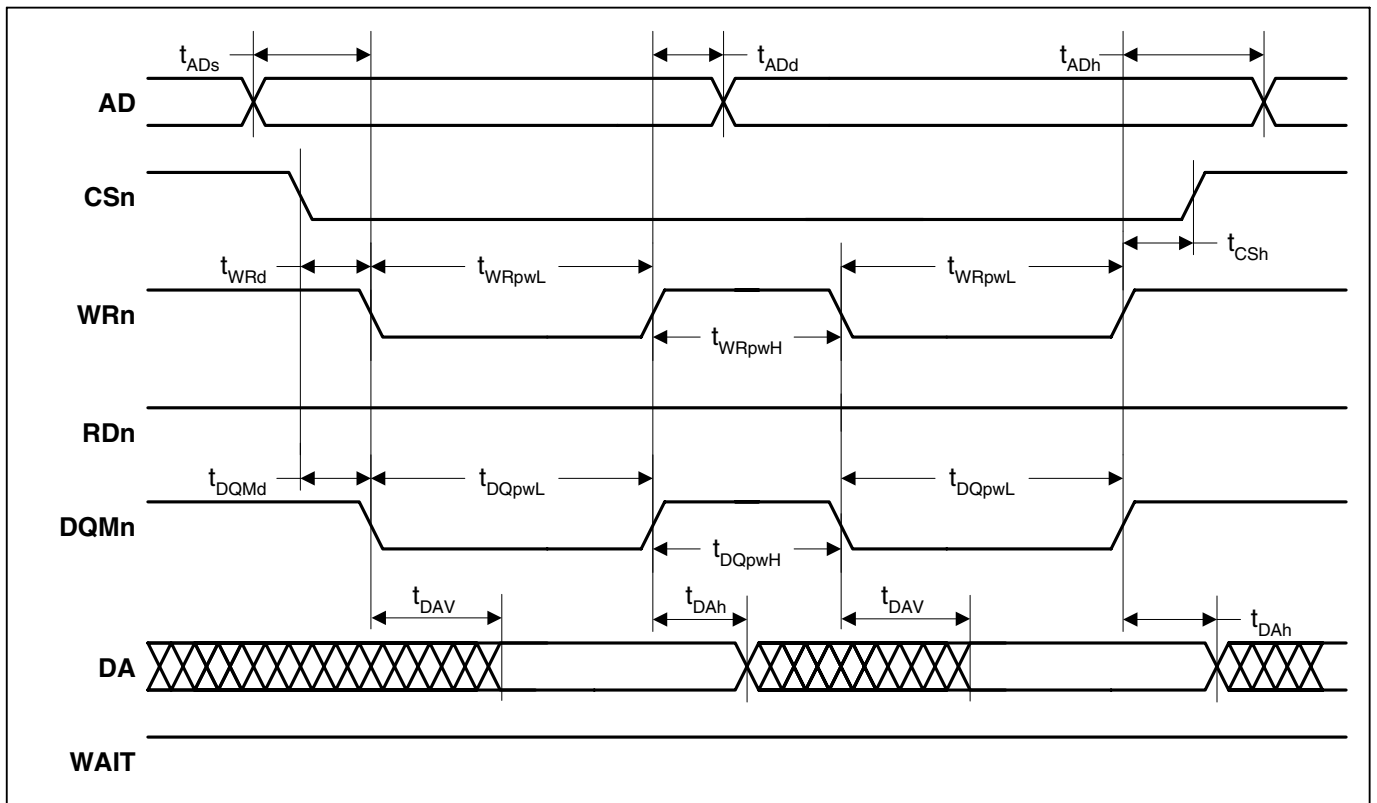 tADs
tADd
tADh
AD
CSn
tCSh
tWRd
tWRpwL
tWRpwL
WRn
tWRpwH
RDn
tDQMd
tDQpwL
tDQpwL
DQMn
tDQpwH
tDAV
tDAh
tDAV
tDAh
DA
WAIT